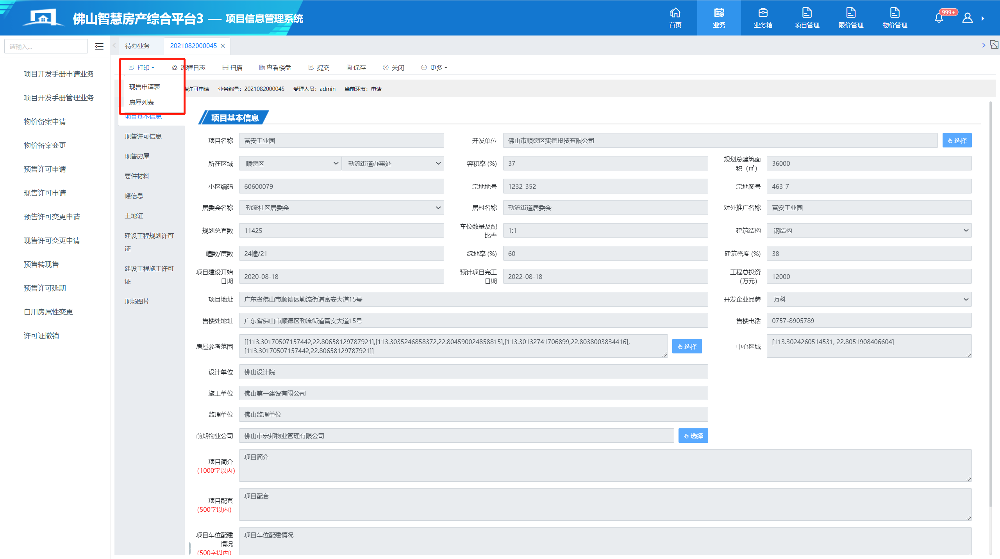 佛山智慧房产综合平台3 — 项目信息管理系统
首页
业务
业务箱
项目管理
限价管理
物价管理
999+
请输入...
待办业务
2021082000045
打印
流程日志
扫描
查看楼盘
提交
保存
关闭
更多
现售申请表
房屋列表
售许可申请 业务编号：2021082000045 受理人员：admin 当前环节：申请
项目开发手册申请业务
项目开发手册管理业务
物价备案申请
物价备案变更
预售许可申请
现售许可申请
预售许可变更申请
现售许可变更申请
预售转现售
预售许可延期
自用房属性变更
许可证撤销
项目基本信息
现售许可信息
现售房屋
要件材料
幢信息
土地证
建设工程规划许可
证
建设工程施工许可
证
现场图片
项目基本信息
项目名称 富安工业园 开发单位 佛山市顺德区实德投资有限公司 选择
所在区域 顺德区 勒流街道办事处 容积率 (%) 37 规划总建筑面
积（㎡） 36000
小区编码 60600079 宗地地号 1232-352 宗地图号 463-7
居委会名称 勒流社区居委会 居村名称 勒流街道居委会 对外推广名称 富安工业园
规划总套数 11425 车位数量及配
比率 1:1 建筑结构 钢结构
幢数/层数 24幢/21 绿地率 (%) 60 建筑密度 (%) 38
项目建设开始
日期 2020-08-18 预计项目完工
日期 2022-08-18 工程总投资
（万元） 12000
项目地址 广东省佛山市顺德区勒流街道富安大道15号 开发企业品牌 万科
售楼处地址 广东省佛山市顺德区勒流街道富安大道15号 售楼电话 0757-8905789
房屋参考范围 [[113.30170507157442,22.80658129787921],[113.3035246858372,22.804590024858815],[113.30132741706899,22.8038003834416],
[113.30170507157442,22.80658129787921]] 选择 中心区域 [113.3024260514531, 22.8051908406604]
设计单位 佛山设计院
施工单位 佛山第一建设有限公司
监理单位 佛山监理单位
前期物业公司 佛山市宏邦物业管理有限公司 选择
项目简介
（1000字以内） 项目简介
项目配套
（500字以内） 项目配套
项目车位配建
情况
（500字以内） 项目车位配建情况